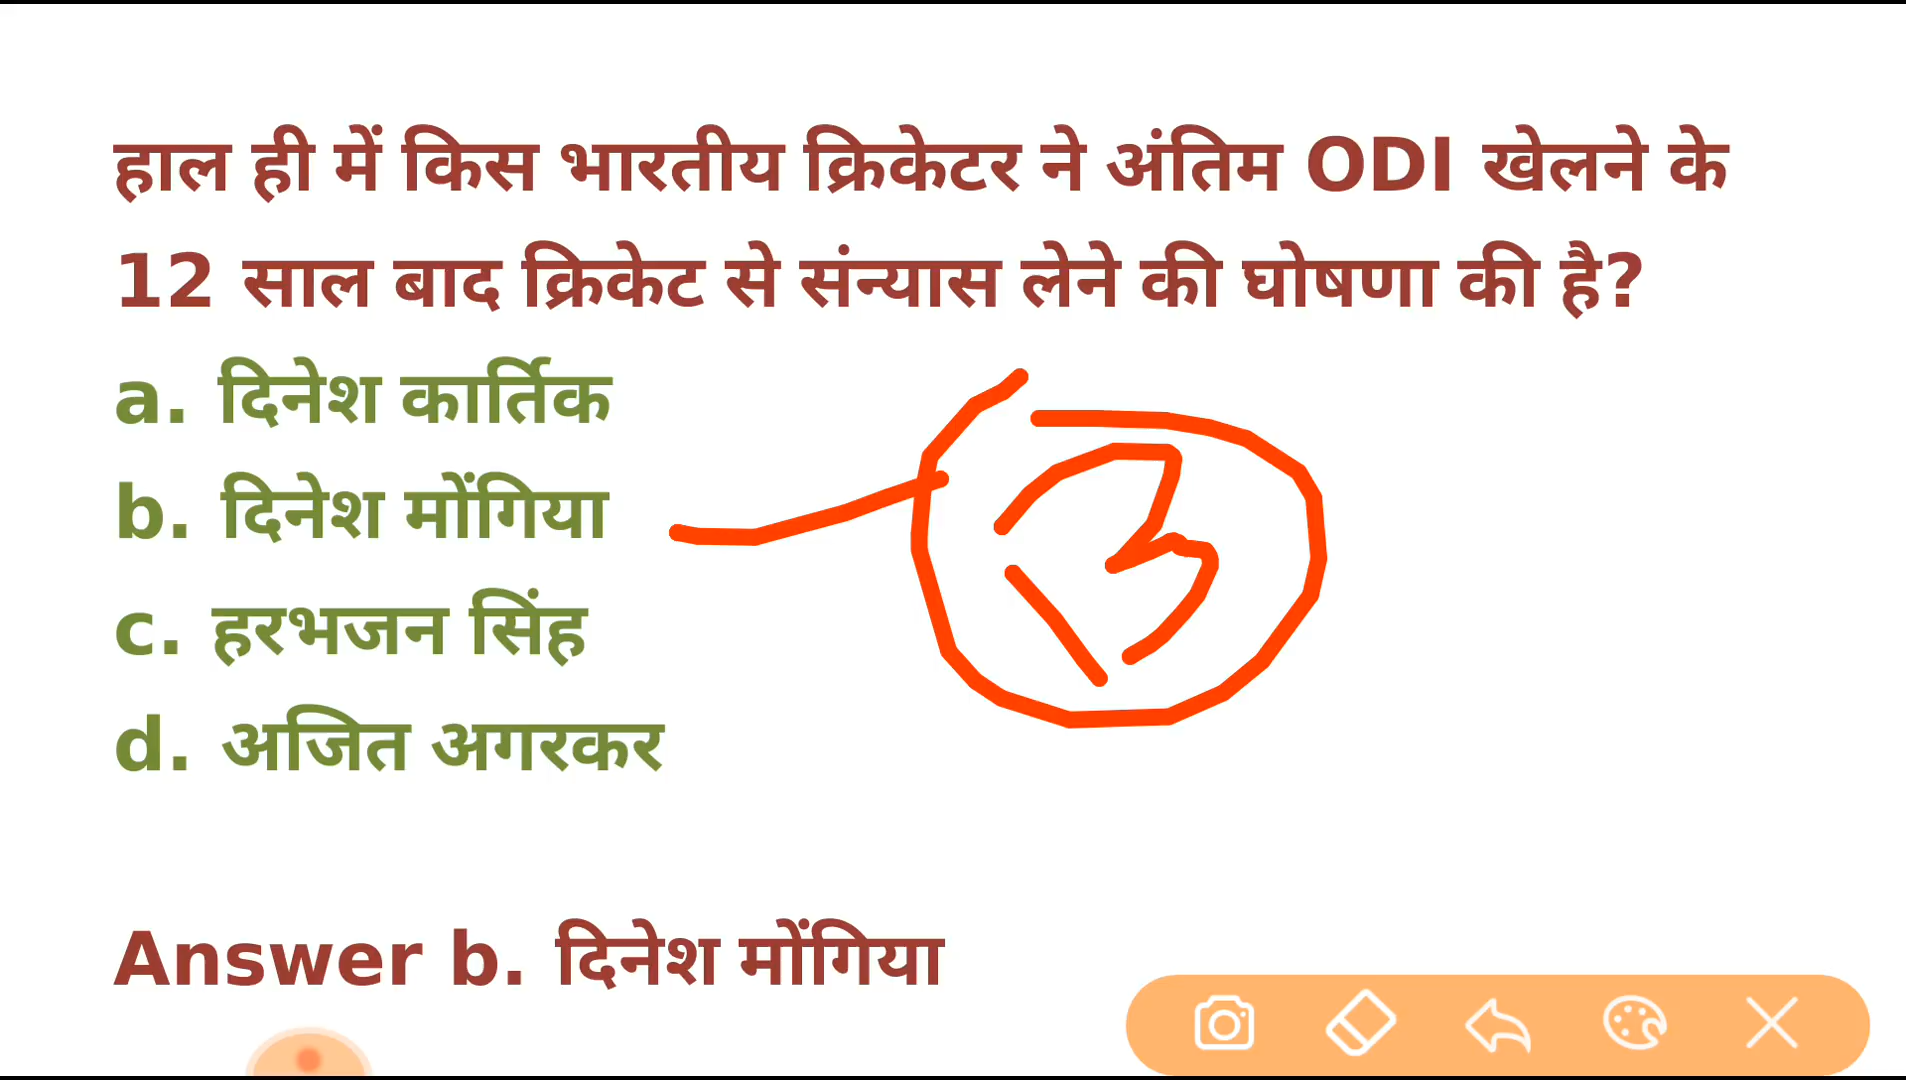 हाल ही में किस भारतीय क्रिकेटर ने अंतिम ODI खेलने के
12 साल बाद क्रिकेट से संन्यास लेने की घोषणा की है?
a. दिनेश कार्तिक
b. दिनेश मोंगिया
c. हरभजन सिंह
d. अजित अगरकर
3
Answer b. दिनेश मोंगिया